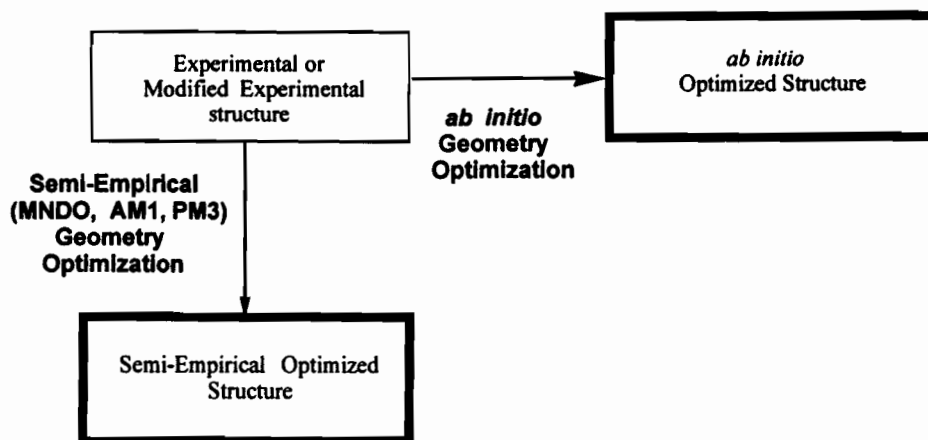 Experimental or
Modified Experimental
structure
ab initio
Optimized Structure
ab initio
Geometry
Optimization
Semi-Empirical
(MNDO, AM1, PM3)
Geometry
Optimization
Semi-Empirical Optimized
Structure